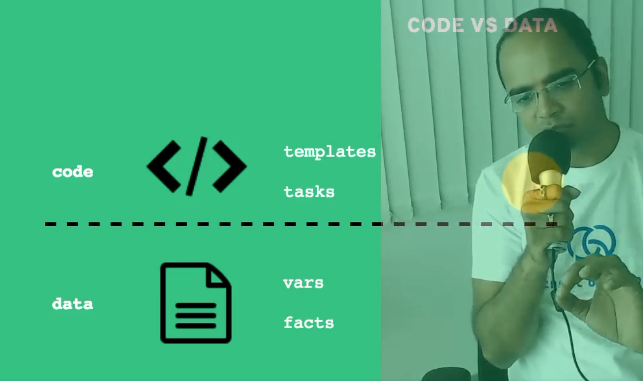 CODE VS DATA
code
templates
tasks
data
vars
facts